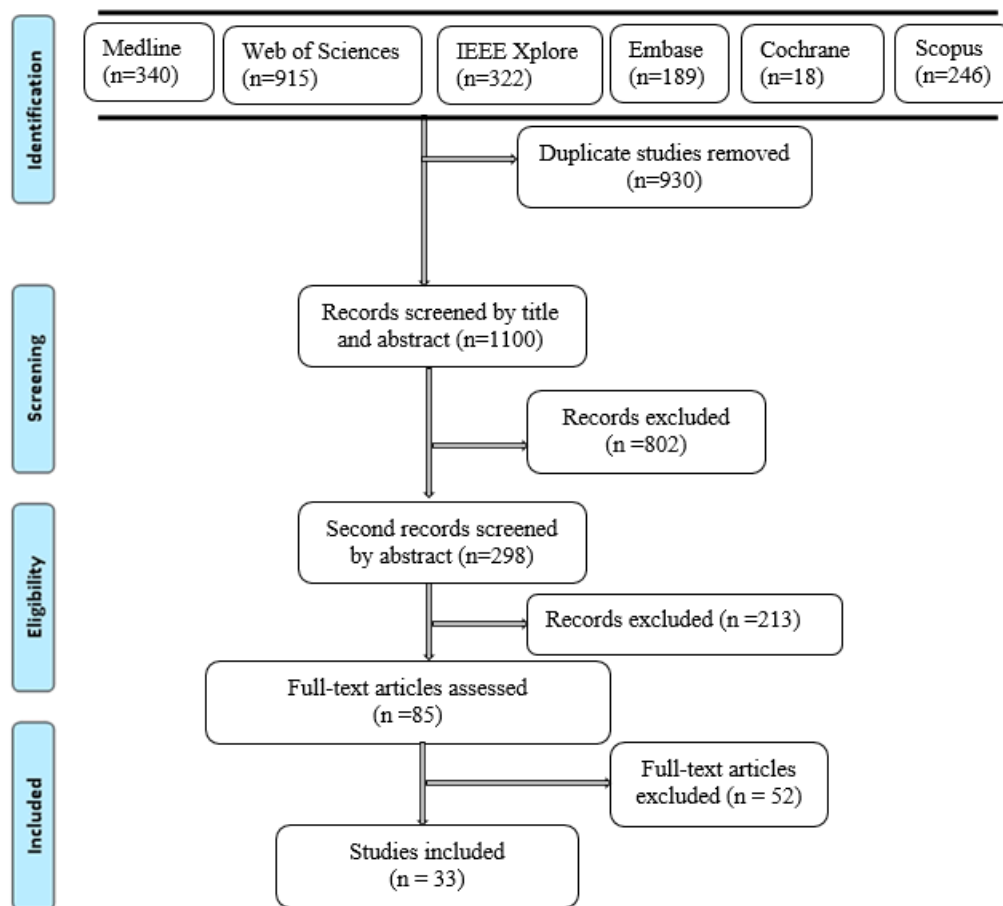 Identification
Medline
(n=340)
Web of Sciences
(n=915)
IEEE Xplore
(n=322)
Embase
(n=189)
Cochrane
(n=18)
Scopus
(n=246)
Duplicate studies removed
(n=930)
Screening
Records screened by title
and abstract (n=1100)
Records excluded
(n =802)
Eligibility
Second records screened
by abstract (n=298)
Records excluded (n =213)
Full-text articles assessed
(n =85)
Included
Full-text articles
excluded (n = 52)
Studies included
(n = 33)